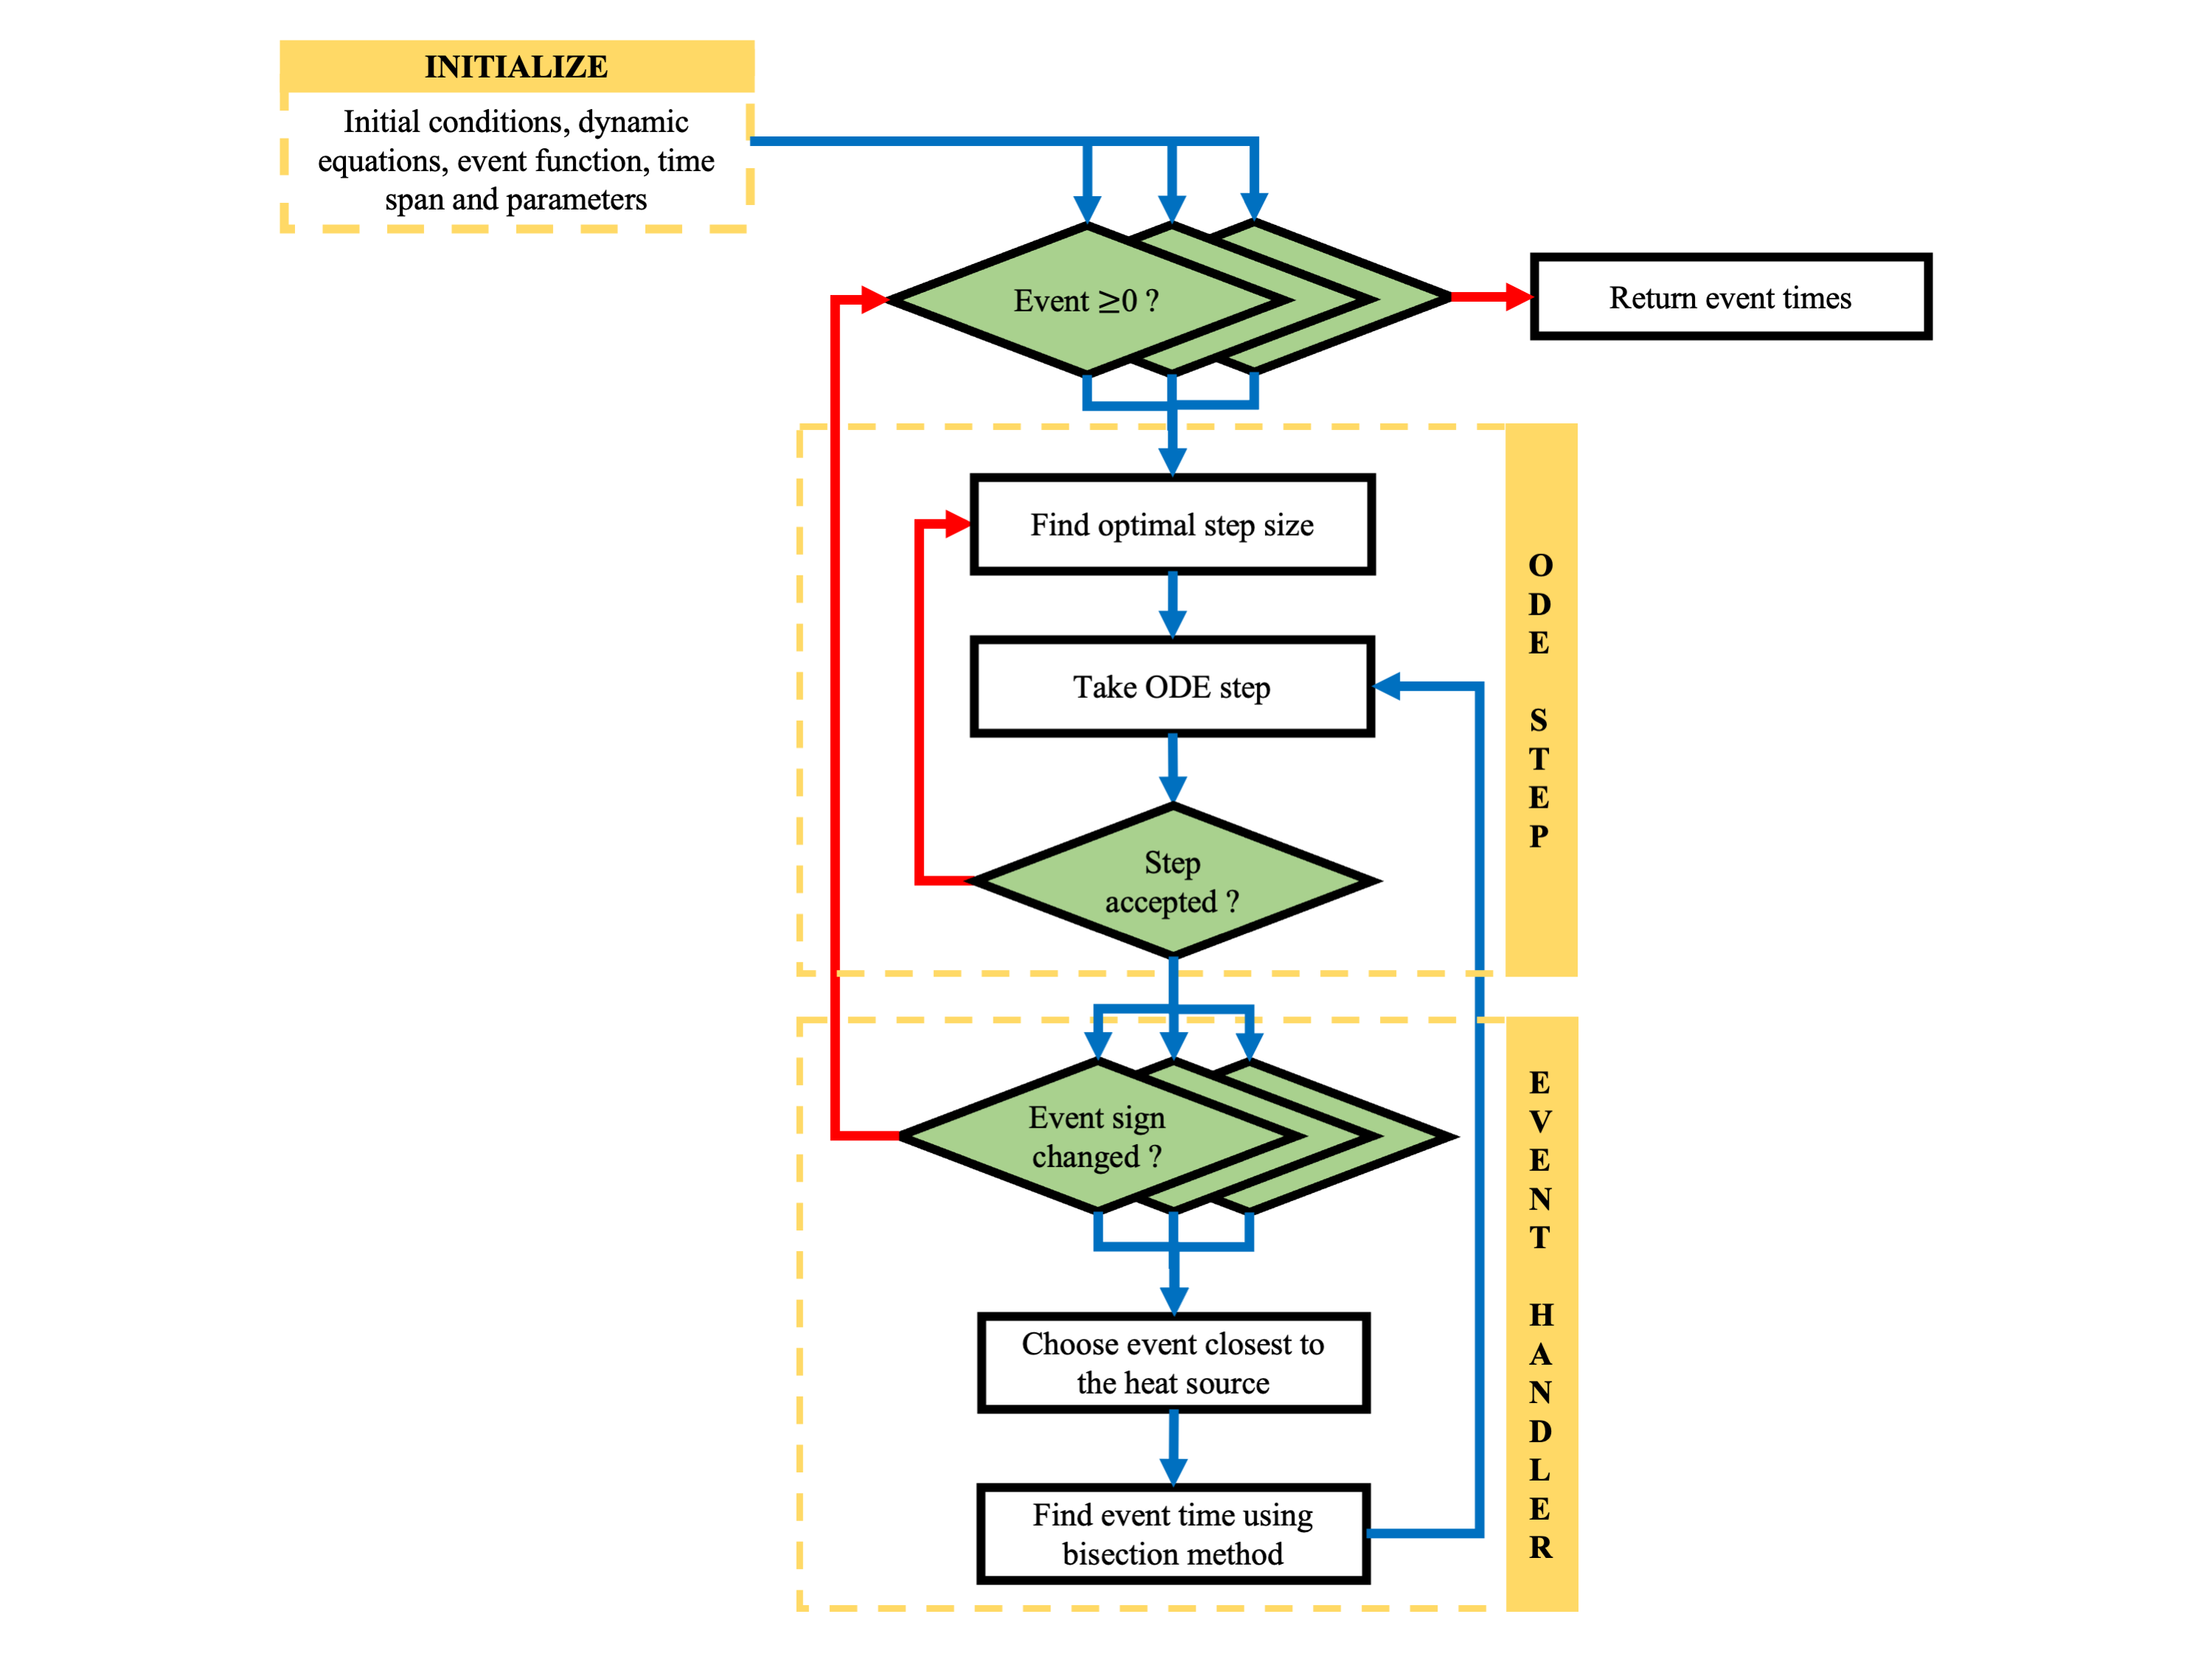 INITIALIZE
Initial conditions, dynamic
equations, event function, time
span and parameters
Event ≥0 ?
Return event times
Find optimal step size
Take ODE step
Step
accepted ?
ODE STEP
Event sign
changed ?
Choose event closest to
the heat source
Find event time using
bisection method
EVENT HANDLER